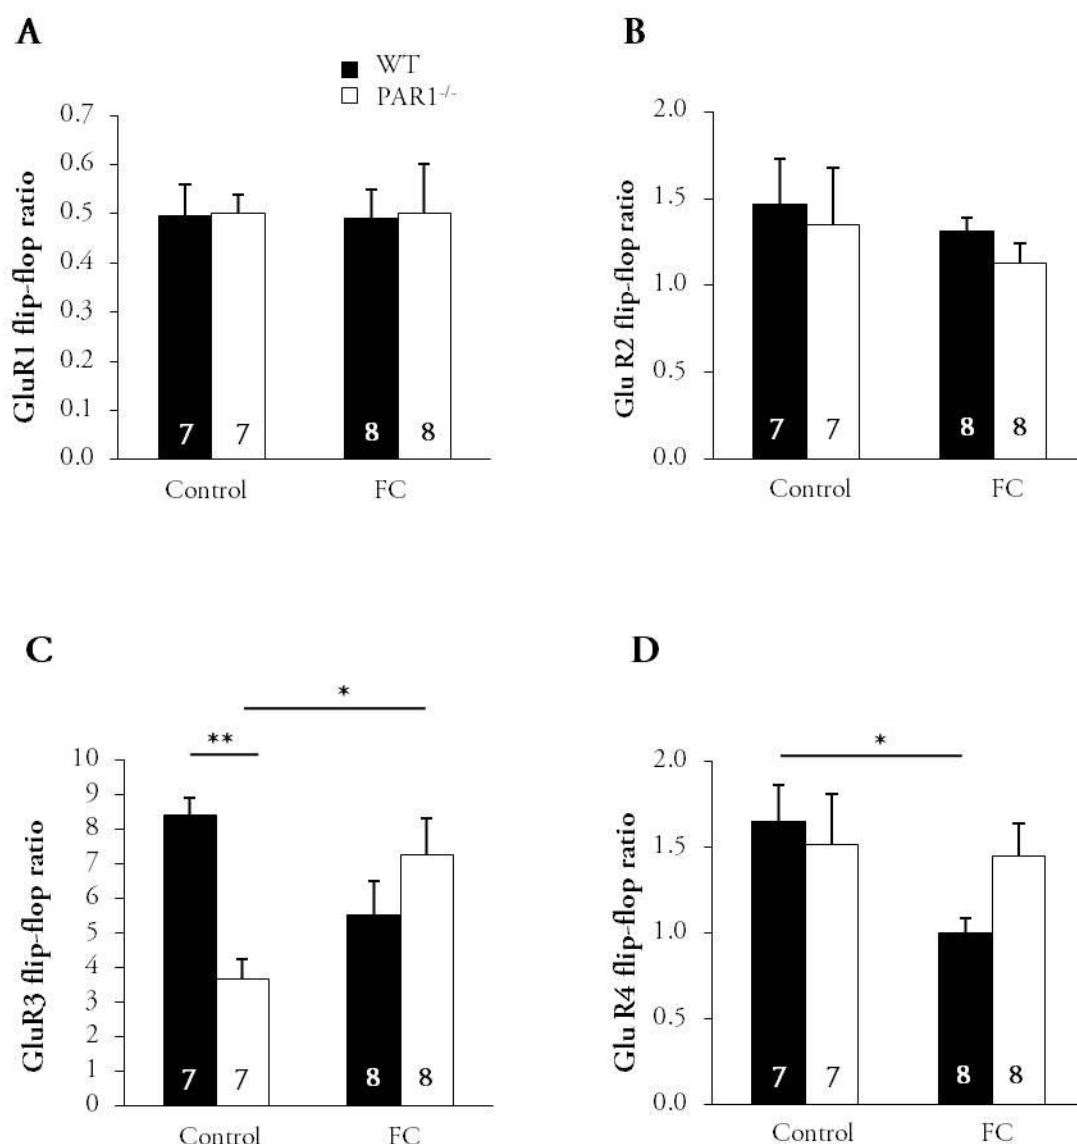 A
WT
PAR1-/-
GluR1 flip-flop ratio
0.7
0.6
0.5
0.4
0.3
0.2
0.1
0.0
7 7 8 8
Control FC
B
Glu R2 flip-flop ratio
2.0
1.5
1.0
0.5
0.0
7 7 8 8
Control FC
C
*
**
GluR3 flip-flop ratio
10
9
8
7
6
5
4
3
2
1
0
7 7 8 8
Control FC
D
*
Glu R4 flip-flop ratio
2.0
1.5
1.0
0.5
0.0
7 7 8 8
Control FC